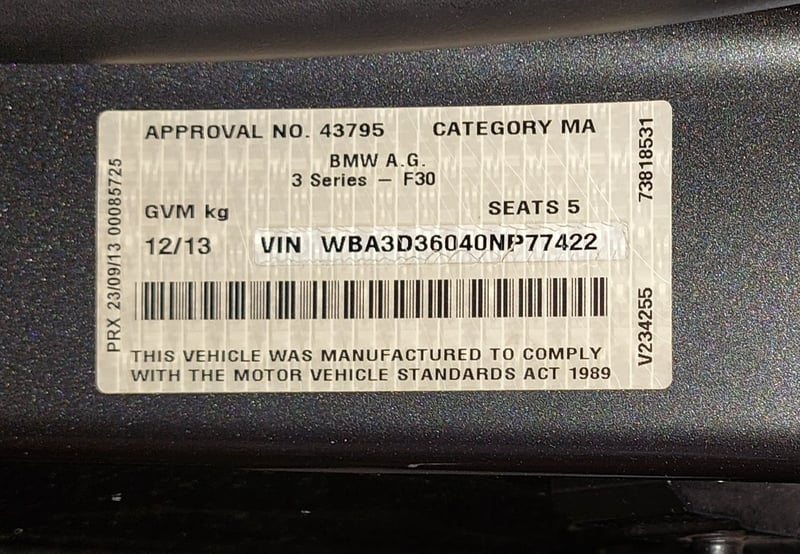 APPROVAL NO. 43795 CATEGORY MA
BMW A.G.
3 Series – F30
GVM kg SEATS 5
12/13 VIN WBA3D36040NP77422
THIS VEHICLE WAS MANUFACTURED TO COMPLY
WITH THE MOTOR VEHICLE STANDARDS ACT 1989
PRX 23/09/13 00085725
V234255 73818531